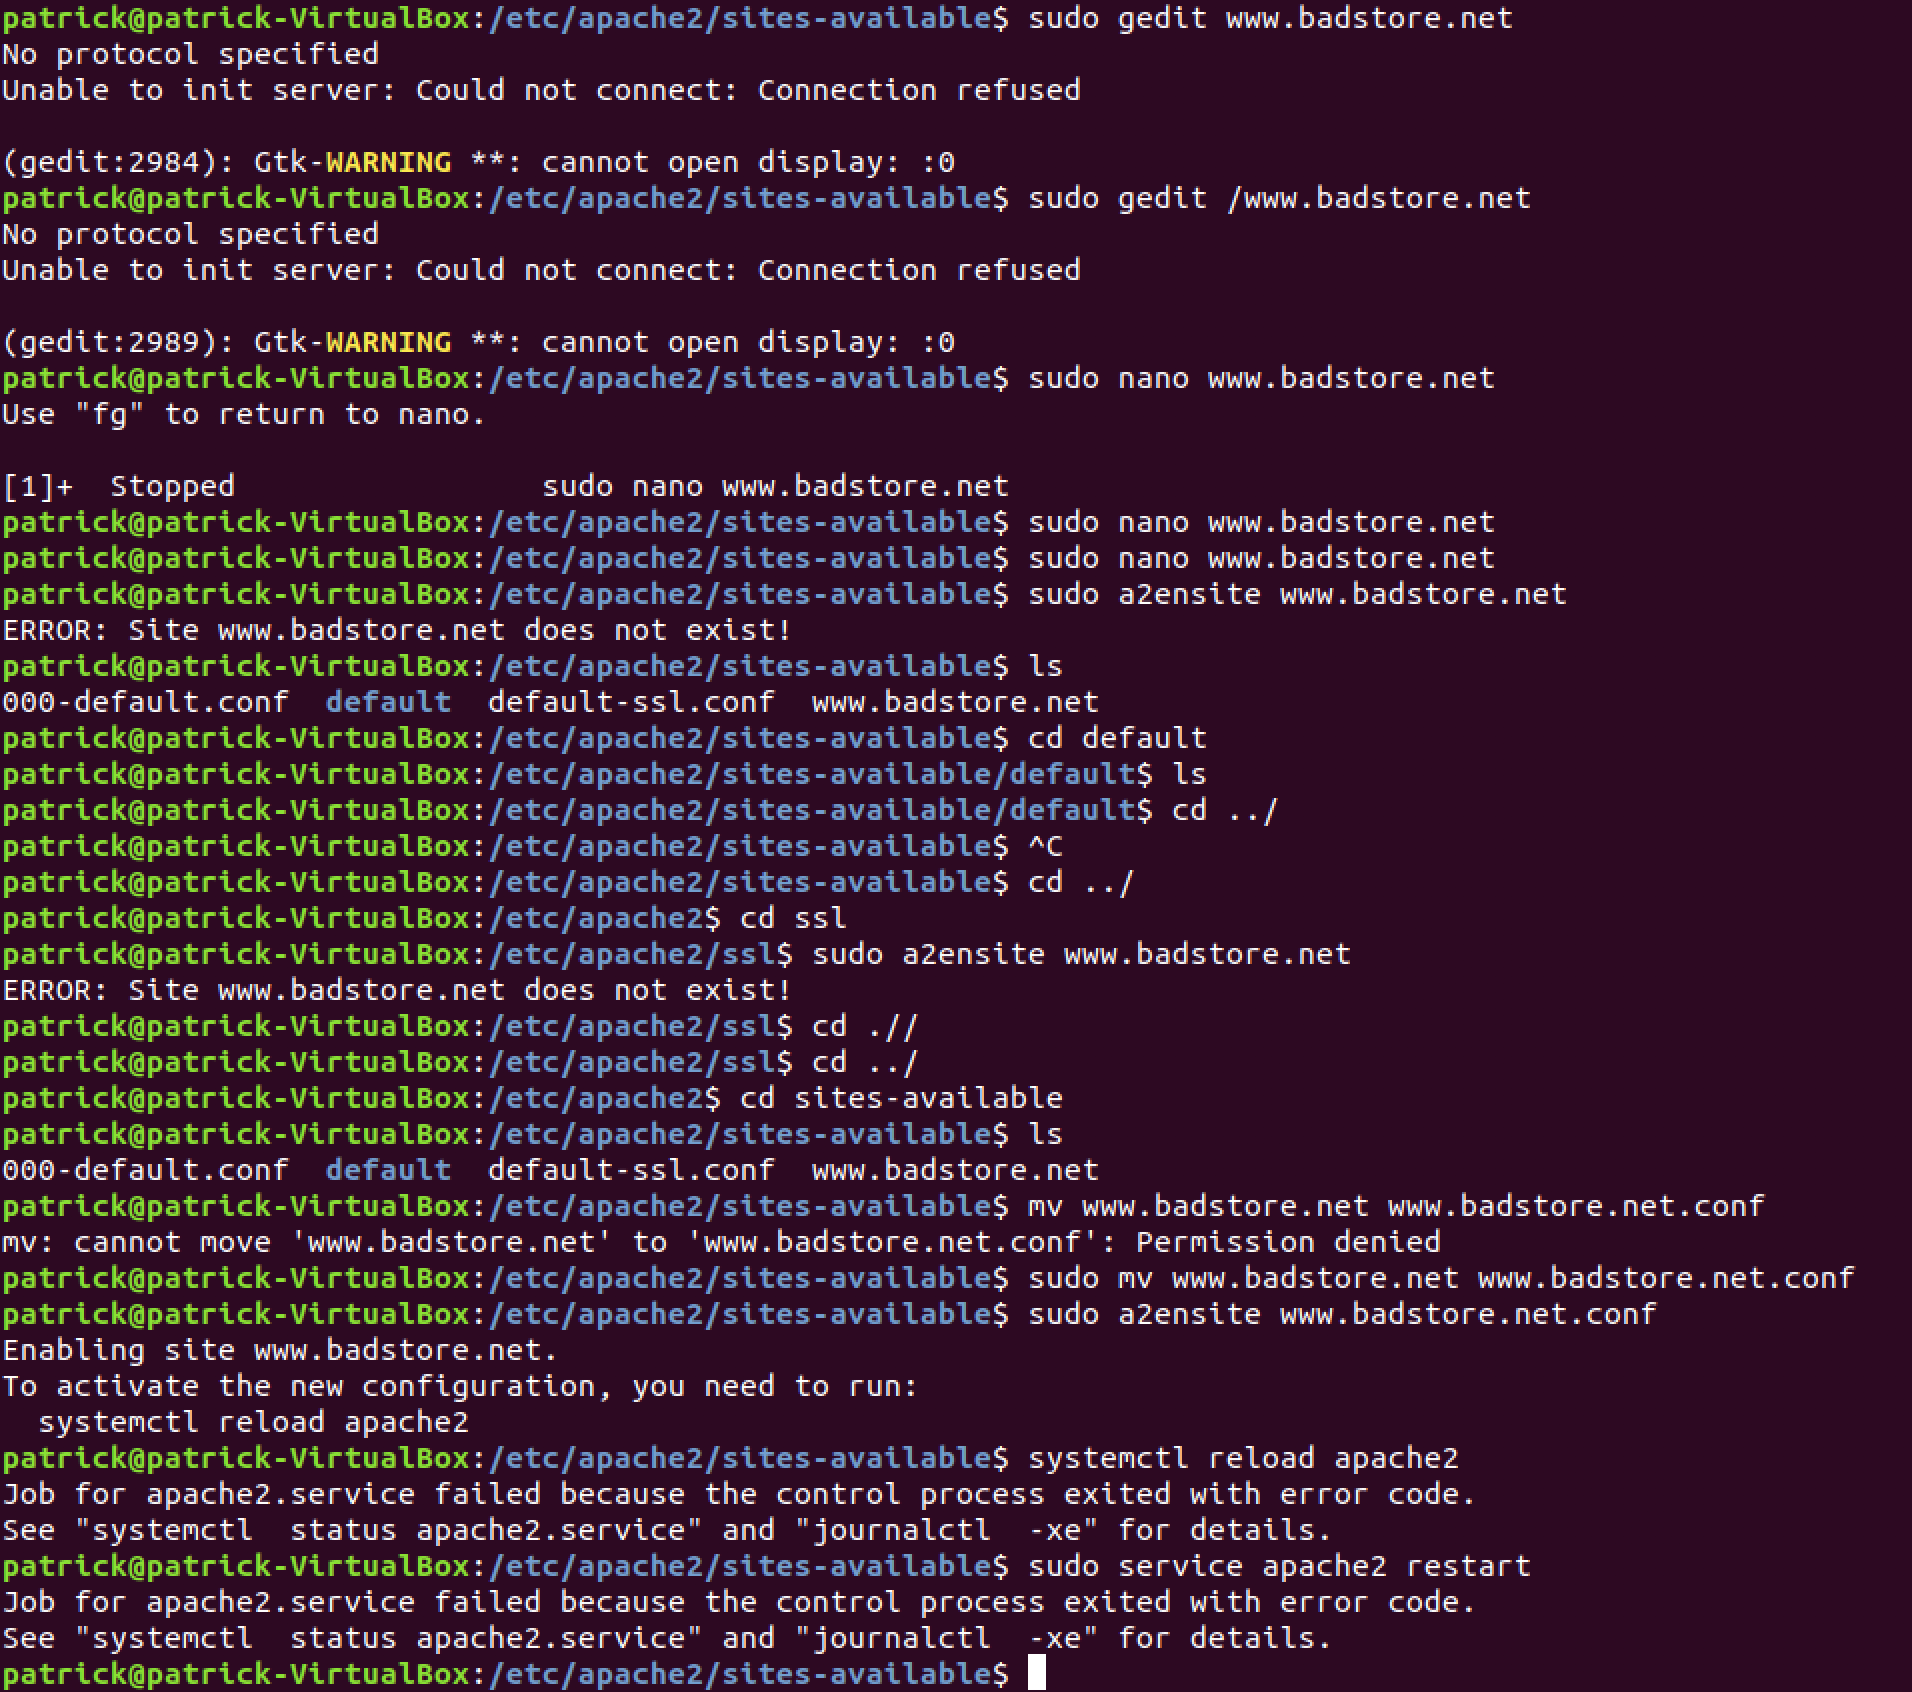 patrick@patrick-VirtualBox:/etc/apache2/sites-available$ sudo gedit www.badstore.net
No protocol specified
Unable to init server: Could not connect: Connection refused

(gedit:2984): Gtk-WARNING **: cannot open display: :0
patrick@patrick-VirtualBox:/etc/apache2/sites-available$ sudo gedit /www.badstore.net
No protocol specified
Unable to init server: Could not connect: Connection refused

(gedit:2989): Gtk-WARNING **: cannot open display: :0
patrick@patrick-VirtualBox:/etc/apache2/sites-available$ sudo nano www.badstore.net
Use "fg" to return to nano.

[1]+  Stopped                 sudo nano www.badstore.net
patrick@patrick-VirtualBox:/etc/apache2/sites-available$ sudo nano www.badstore.net
patrick@patrick-VirtualBox:/etc/apache2/sites-available$ sudo nano www.badstore.net
patrick@patrick-VirtualBox:/etc/apache2/sites-available$ sudo a2ensite www.badstore.net
ERROR: Site www.badstore.net does not exist!
patrick@patrick-VirtualBox:/etc/apache2/sites-available$ ls
000-default.conf  default  default-ssl.conf  www.badstore.net
patrick@patrick-VirtualBox:/etc/apache2/sites-available$ cd default
patrick@patrick-VirtualBox:/etc/apache2/sites-available/default$ ls
patrick@patrick-VirtualBox:/etc/apache2/sites-available/default$ cd ../
patrick@patrick-VirtualBox:/etc/apache2/sites-available$ ^C
patrick@patrick-VirtualBox:/etc/apache2/sites-available$ cd ../
patrick@patrick-VirtualBox:/etc/apache2$ cd ssl
patrick@patrick-VirtualBox:/etc/apache2/ssl$ sudo a2ensite www.badstore.net
ERROR: Site www.badstore.net does not exist!
patrick@patrick-VirtualBox:/etc/apache2/ssl$ cd .//
patrick@patrick-VirtualBox:/etc/apache2/ssl$ cd ../
patrick@patrick-VirtualBox:/etc/apache2$ cd sites-available
patrick@patrick-VirtualBox:/etc/apache2/sites-available$ ls
000-default.conf  default  default-ssl.conf  www.badstore.net
patrick@patrick-VirtualBox:/etc/apache2/sites-available$ mv www.badstore.net www.badstore.net.conf
mv: cannot move 'www.badstore.net' to 'www.badstore.net.conf': Permission denied
patrick@patrick-VirtualBox:/etc/apache2/sites-available$ sudo mv www.badstore.net www.badstore.net.conf
patrick@patrick-VirtualBox:/etc/apache2/sites-available$ sudo a2ensite www.badstore.net.conf
Enabling site www.badstore.net.
To activate the new configuration, you need to run:
  systemctl reload apache2
patrick@patrick-VirtualBox:/etc/apache2/sites-available$ systemctl reload apache2
Job for apache2.service failed because the control process exited with error code.
See "systemctl  status apache2.service" and "journalctl  -xe" for details.
patrick@patrick-VirtualBox:/etc/apache2/sites-available$ sudo service apache2 restart
Job for apache2.service failed because the control process exited with error code.
See "systemctl  status apache2.service" and "journalctl  -xe" for details.
patrick@patrick-VirtualBox:/etc/apache2/sites-available$